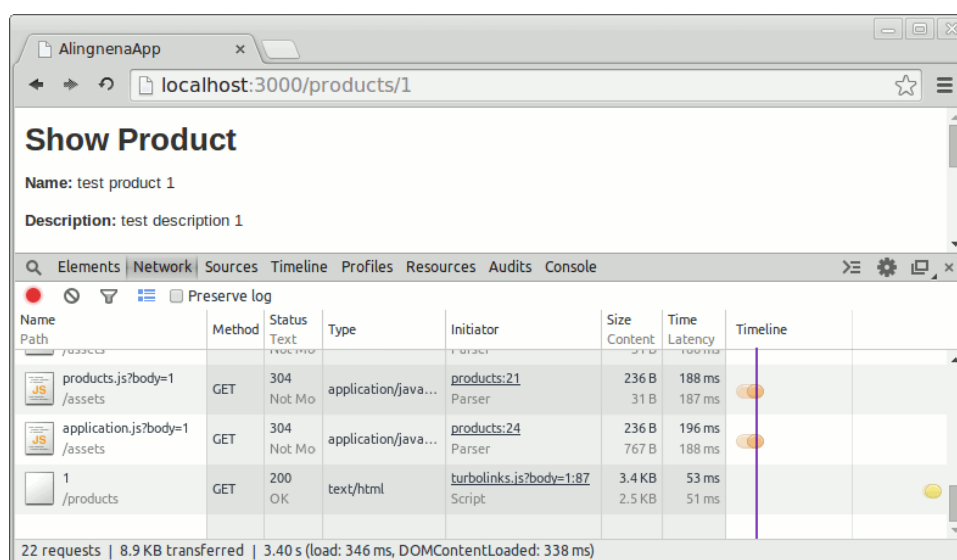 AlingnenaApp
localhost:3000/products/1
Show Product
Name: test product 1
Description: test description 1
Elements Network Sources Timeline Profiles Resources Audits Console
Preserve log
Name Method Status Type Initiator Size Time Timeline
Path Text Content Latency
/assets Not Mo Parser 31 B
products.js?body=1 GET 304 application/java... products:21 236 B 188 ms
JS /assets Not Mo Parser 31 B 187 ms
application.js?body=1 GET 304 application/java... products:24 236 B 196 ms
JS /assets Not Mo Parser 767 B 188 ms
1 GET 200 text/html turbolinks.js?body=1:87 3.4 KB 53 ms
/products OK Script 2.5 KB 51 ms
22 requests | 8.9 KB transferred | 3.40 s (load: 346 ms, DOMContentLoaded: 338 ms)